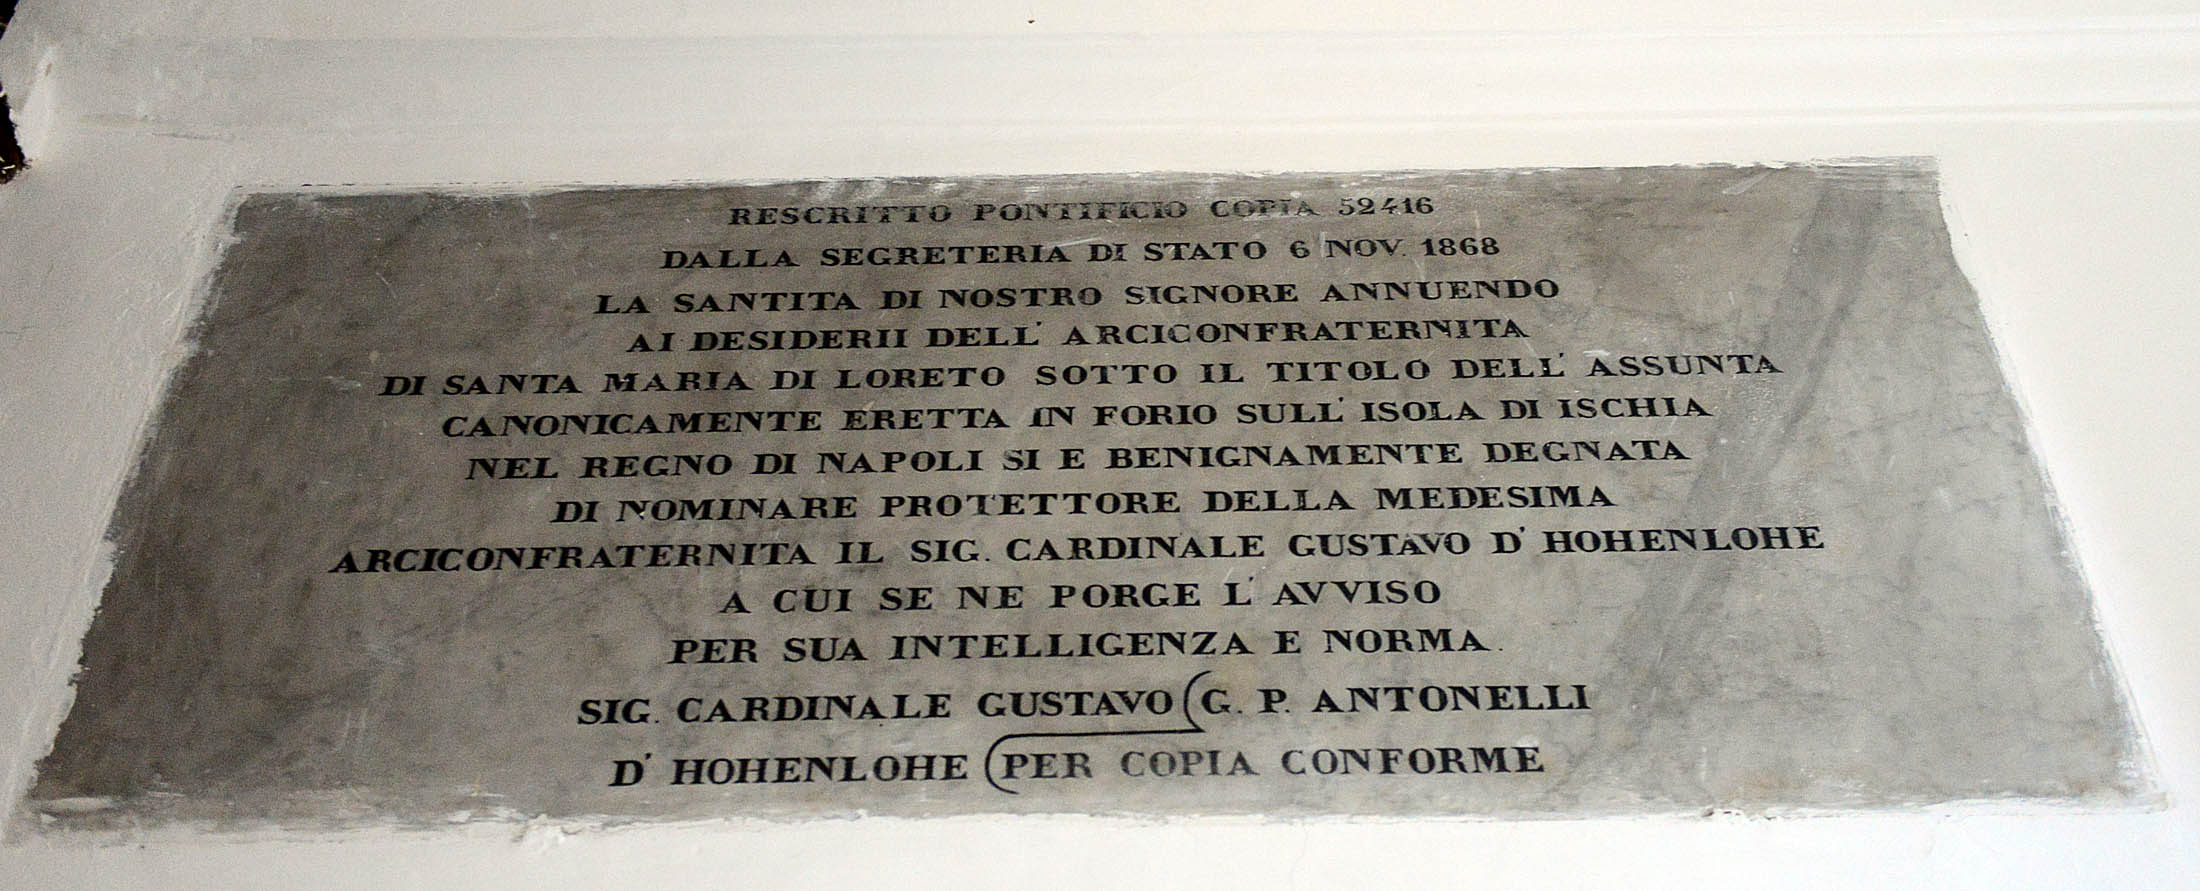 RESCRITTO PONTIFICIO COPIA 52416
DALLA SEGRETERIA DI STATO 6 NOV. 1868
LA SANTITA DI NOSTRO SIGNORE ANNUENDO
AI DESIDERII DELL' ARCICONFRATERNITA
DI SANTA MARIA DI LORETO SOTTO IL TITOLO DELL' ASSUNTA
CANONICAMENTE ERETTA IN FORIO SULL' ISOLA DI ISCHIA
NEL REGNO DI NAPOLI SI E BENIGNAMENTE DEGNATA
DI NOMINARE PROTETTORE DELLA MEDESIMA
ARCICONFRATERNITA IL SIG. CARDINALE GUSTAVO D' HOHENLOHE
A CUI SE NE PORGE L' AVVISO
PER SUA INTELLIGENZA E NORMA.
SIG. CARDINALE GUSTAVO (G. P. ANTONELLI
D' HOHENLOHE (PER COPIA CONFORME